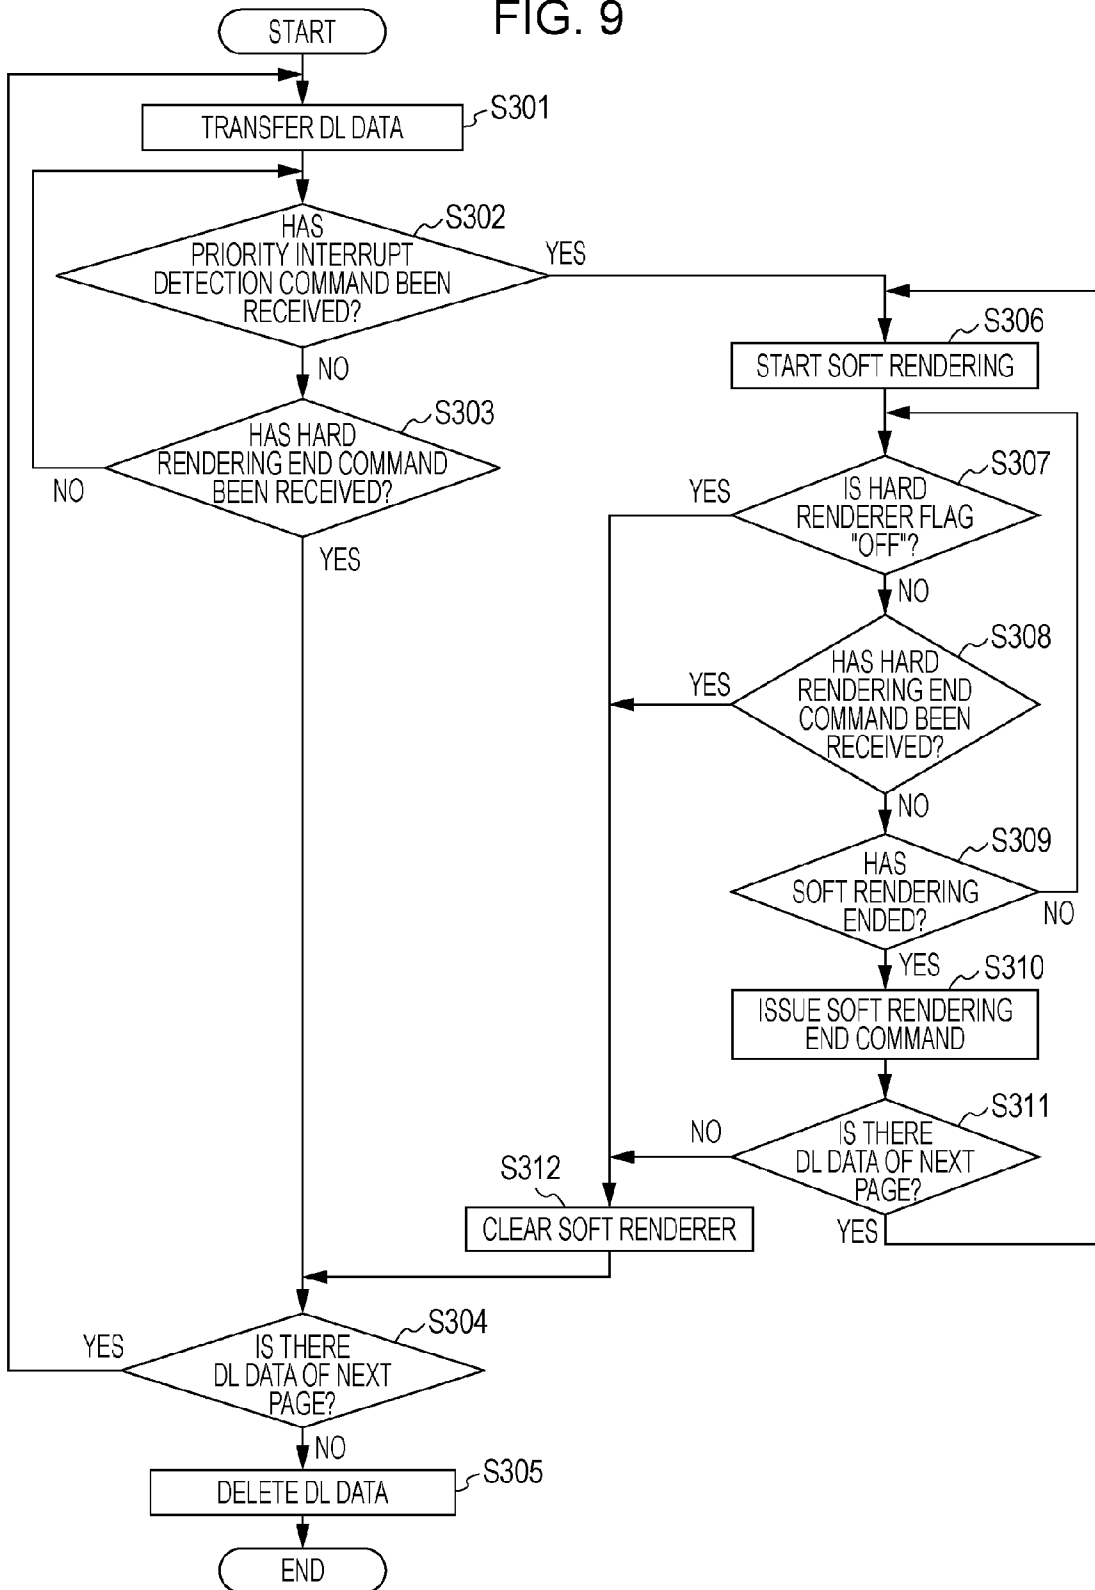 FIG. 9
START
TRANSFER DL DATA
S301
HAS
PRIORITY INTERRUPT
DETECTION COMMAND BEEN
RECEIVED?
S302
YES
NO
HAS HARD
RENDERING END COMMAND
BEEN RECEIVED?
S303
NO
YES
START SOFT RENDERING
S306
IS HARD
RENDERER FLAG
"OFF"?
S307
YES
NO
HAS HARD
RENDERING END
COMMAND BEEN
RECEIVED?
S308
YES
NO
HAS
SOFT RENDERING
ENDED?
S309
NO
YES
ISSUE SOFT RENDERING
END COMMAND
S310
IS THERE
DL DATA OF NEXT
PAGE?
S311
NO
YES
S312
CLEAR SOFT RENDERER
IS THERE
DL DATA OF NEXT
PAGE?
S304
YES
NO
DELETE DL DATA
S305
END